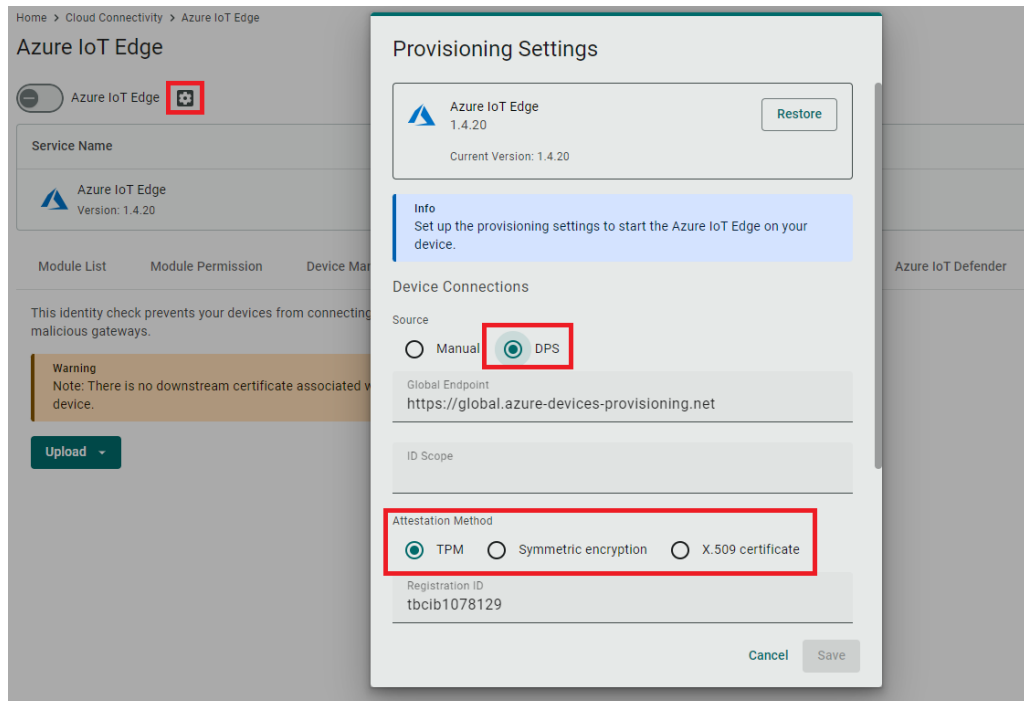 Home > Cloud Connectivity > Azure IoT Edge
Azure IoT Edge
Azure IoT Edge
Service Name
Azure IoT Edge
Version: 1.4.20
Module List Module Permission Device Mar
Azure IoT Defender
This identity check prevents your devices from connecting
malicious gateways.
Warning
Note: There is no downstream certificate associated w
device.
Upload
Provisioning Settings
Azure IoT Edge
1.4.20
Restore
Current Version: 1.4.20
Info
Set up the provisioning settings to start the Azure IoT Edge on your
device.
Device Connections
Source
Manual DPS
Global Endpoint
https://global.azure-devices-provisioning.net
ID Scope
Attestation Method
TPM Symmetric encryption X.509 certificate
Registration ID
tbcib1078129
Cancel Save